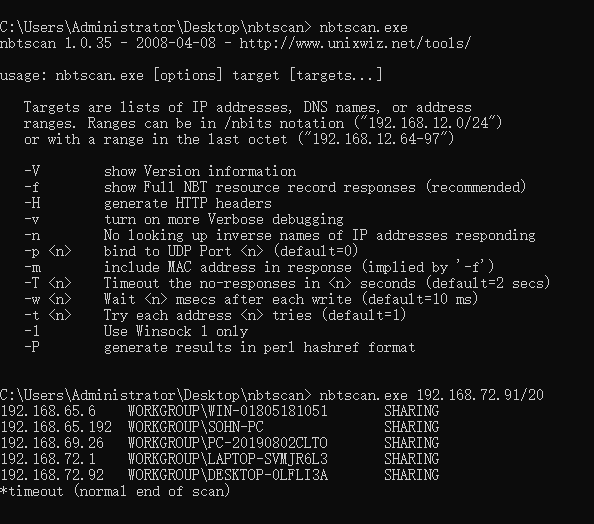 C:\Users\Administrator\Desktop\nbtscan> nbtscan.exe
nbtscan 1.0.35 - 2008-04-08 - http://www.unixwiz.net/tools/

usage: nbtscan.exe [options] target [targets...]

   Targets are lists of IP addresses, DNS names, or address
   ranges. Ranges can be in /nbits notation ("192.168.12.0/24")
   or with a range in the last octet ("192.168.12.64-97")

   -V        show Version information
   -f        show Full NBT resource record responses (recommended)
   -H        generate HTTP headers
   -v        turn on more Verbose debugging
   -n        No looking up inverse names of IP addresses responding
   -p <n>    bind to UDP Port <n> (default=0)
   -m        include MAC address in response (implied by '-f')
   -T <n>    Timeout the no-responses in <n> seconds (default=2 secs)
   -w <n>    Wait <n> msecs after each write (default=10 ms)
   -t <n>    Try each address <n> tries (default=1)
   -1        Use Winsock 1 only
   -P        generate results in perl hashref format

C:\Users\Administrator\Desktop\nbtscan> nbtscan.exe 192.168.72.91/20
192.168.65.6    WORKGROUP\WIN-01805181051       SHARING
192.168.65.192  WORKGROUP\SOHN-PC               SHARING
192.168.69.26   WORKGROUP\PC-20190802CLTO       SHARING
192.168.72.1    WORKGROUP\LAPTOP-SVMJR6L3       SHARING
192.168.72.92   WORKGROUP\DESKTOP-0LFLI3A       SHARING
*timeout (normal end of scan)